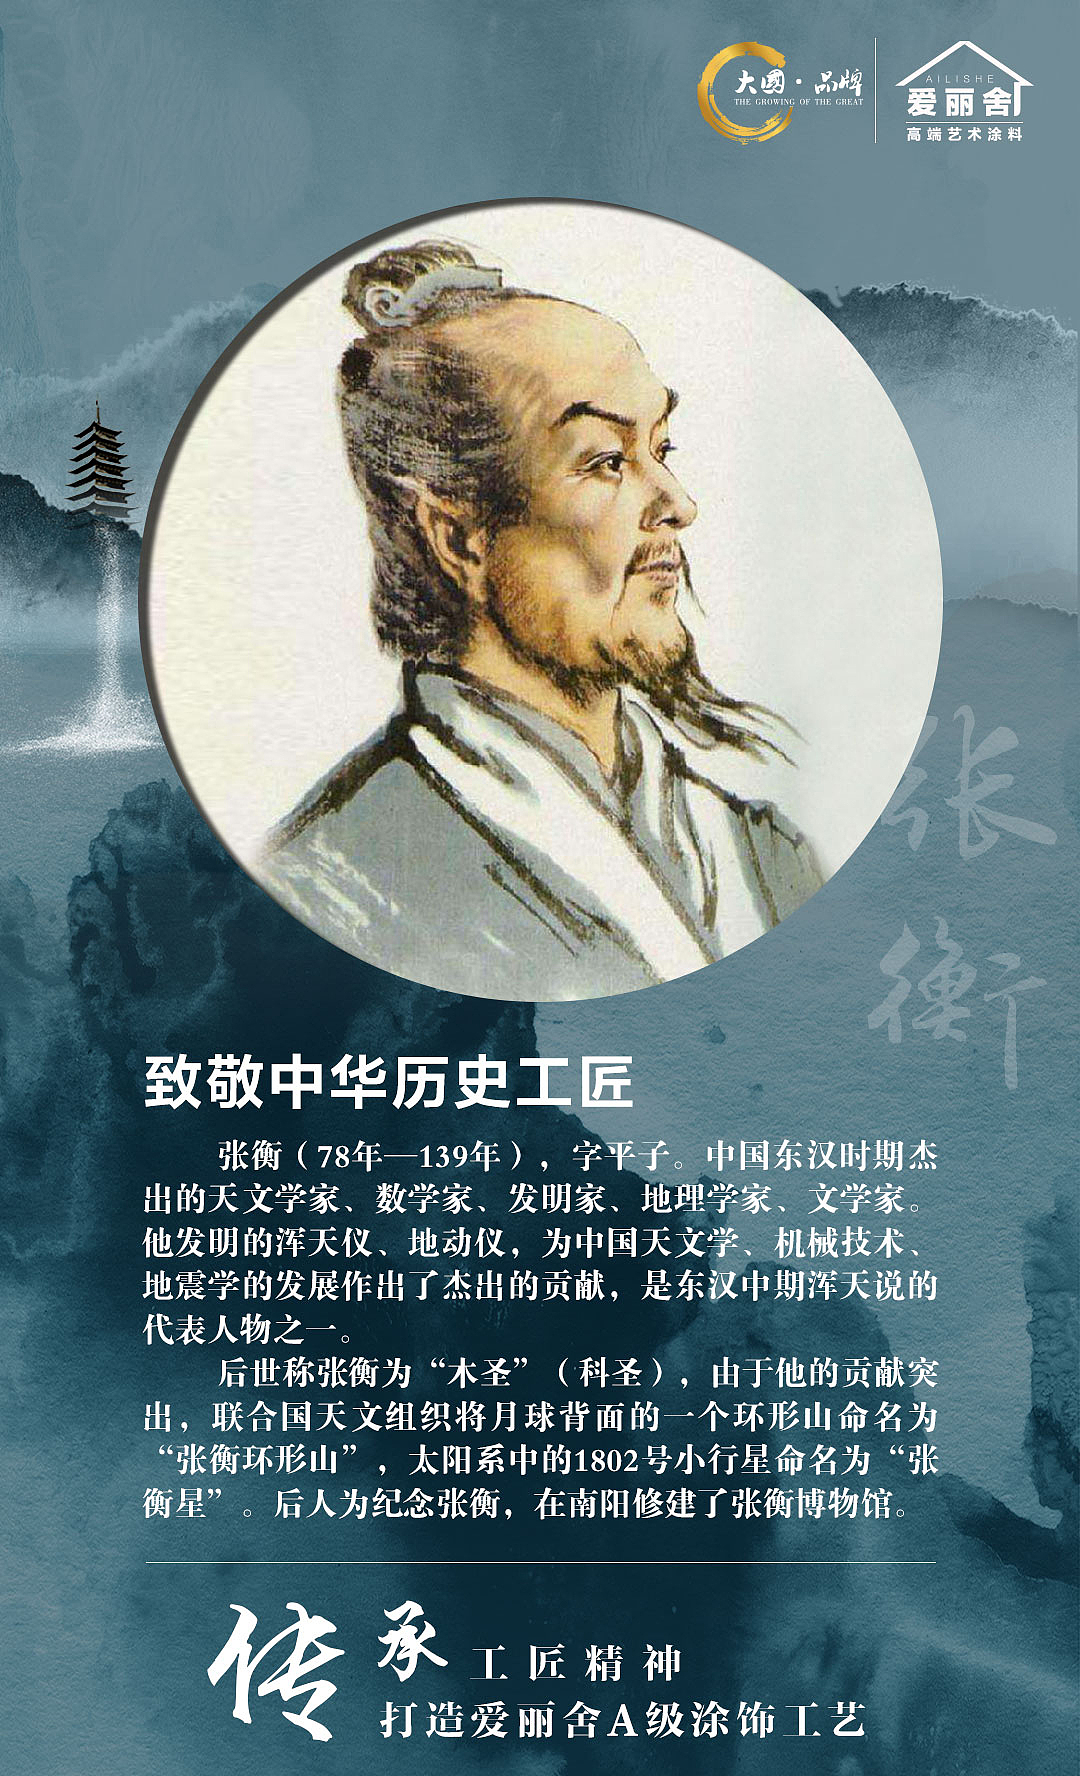 大國·品牌
THE GROWING OF THE GREAT
AILISHE
爱丽舍
高端艺术涂料
张
衡
致敬中华历史工匠
张衡（78年—139年），字平子。中国东汉时期杰
出的天文学家、数学家、发明家、地理学家、文学家。
他发明的浑天仪、地动仪，为中国天文学、机械技术、
地震学的发展作出了杰出的贡献，是东汉中期浑天说的
代表人物之一。
后世称张衡为“木圣”（科圣），由于他的贡献突
出，联合国天文组织将月球背面的一个环形山命名为
“张衡环形山”，太阳系中的1802号小行星命名为“张
衡星”。后人为纪念张衡，在南阳修建了张衡博物馆。
传承工匠精神
打造爱丽舍A级涂饰工艺